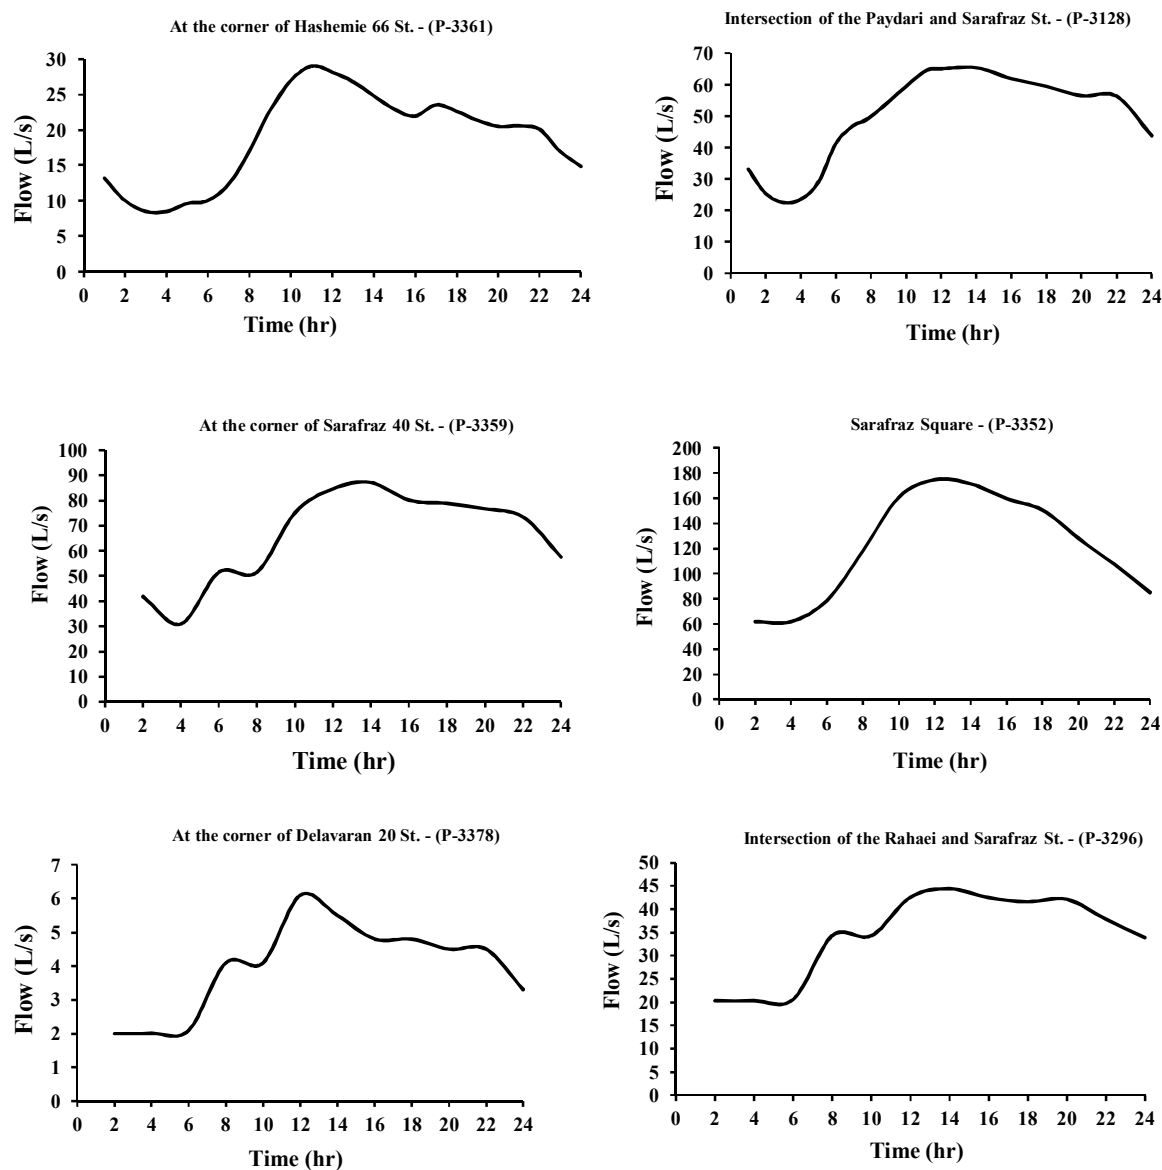 At the corner of Hashemie 66 St. - (P-3361)
30
25
20
15
10
5
0
Flow (L/s)
0 2 4 6 8 10 12 14 16 18 20 22 24
Time (hr)
Intersection of the Paydari and Sarafraz St. - (P-3128)
70
60
50
40
30
20
10
0
Flow (L/s)
0 2 4 6 8 10 12 14 16 18 20 22 24
Time (hr)
At the corner of Sarafraz 40 St. - (P-3359)
100
90
80
70
60
50
40
30
20
10
0
Flow (L/s)
0 2 4 6 8 10 12 14 16 18 20 22 24
Time (hr)
Sarafraz Square - (P-3352)
200
180
160
140
120
100
80
60
40
20
0
Flow (L/s)
0 2 4 6 8 10 12 14 16 18 20 22 24
Time (hr)
At the corner of Delavaran 20 St. - (P-3378)
7
6
5
4
3
2
1
0
Flow (L/s)
0 2 4 6 8 10 12 14 16 18 20 22 24
Time (hr)
Intersection of the Rahaei and Sarafraz St. - (P-3296)
50
45
40
35
30
25
20
15
10
5
0
Flow (L/s)
0 2 4 6 8 10 12 14 16 18 20 22 24
Time (hr)